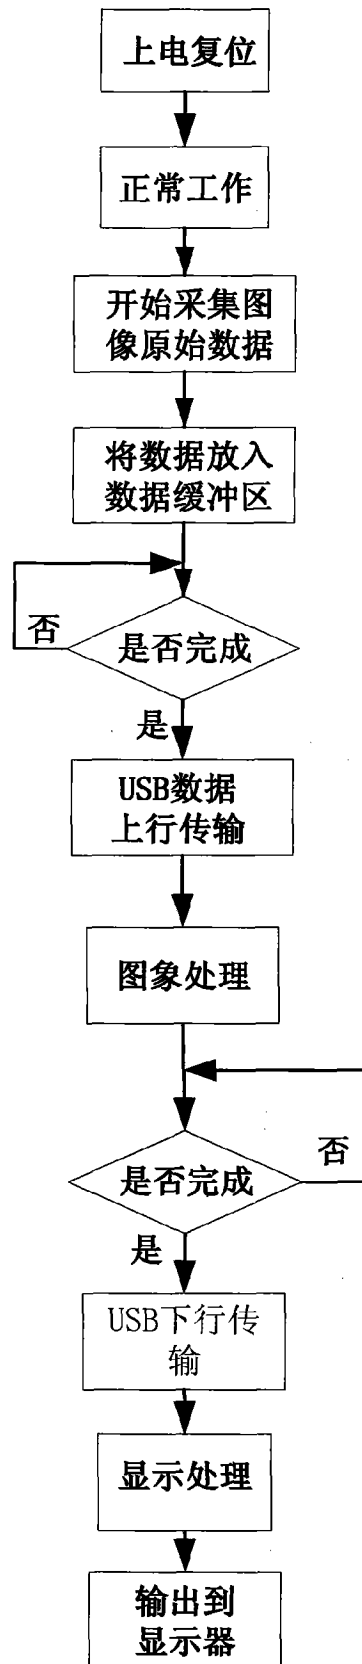 上电复位
正常工作
开始采集图
像原始数据
将数据放入
数据缓冲区
否
是否完成
是
USB数据
上行传输
图象处理
否
是否完成
是
USB下行传
输
显示处理
输出到
显示器